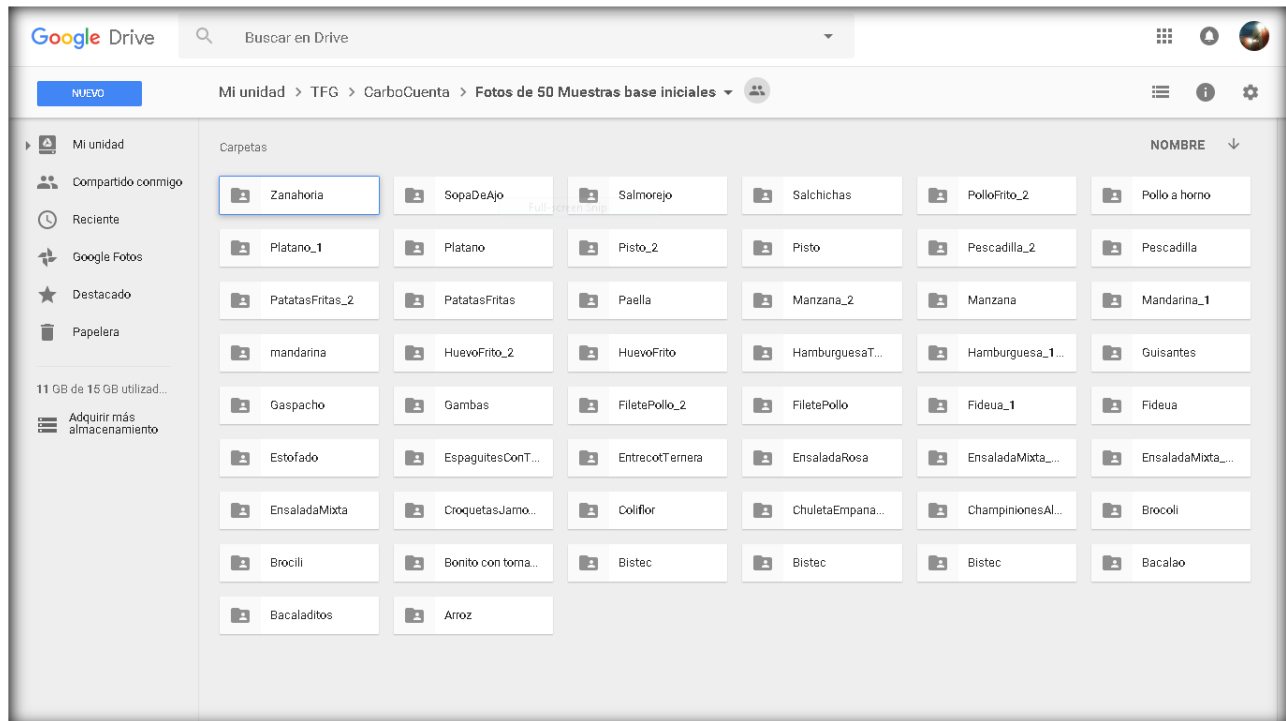 Google Drive
Buscar en Drive
NUEVO
Mi unidad > TFG > CarboCuenta > Fotos de 50 Muestras base iniciales
Mi unidad
Compartido conmigo
Reciente
Google Fotos
Destacado
Papelera
11 GB de 15 GB utilizad...
Adquirir más
almacenamiento
Carpetas
NOMBRE
Zanahoria
SopaDeAjo
Salmorejo
Salchichas
PolloFrito_2
Pollo a horno
Full-screen Snip
Platano_1
Platano
Pisto_2
Pisto
Pescadilla_2
Pescadilla
PatatasFritas_2
PatatasFritas
Paella
Manzana_2
Manzana
Mandarina_1
mandarina
HuevoFrito_2
HuevoFrito
HamburguesaT...
Hamburguesa_1...
Guisantes
Gaspacho
Gambas
FiletePollo_2
FiletePollo
Fideua_1
Fideua
Estofado
EspaguitesConT...
EntrecotTernera
EnsaladaRosa
EnsaladaMixta_...
EnsaladaMixta_...
EnsaladaMixta
CroquetasJamo...
Coliflor
ChuletaEmpana...
ChampinionesAl...
Brocoli
Brocili
Bonito con toma...
Bistec
Bistec
Bistec
Bacalao
Bacaladitos
Arroz